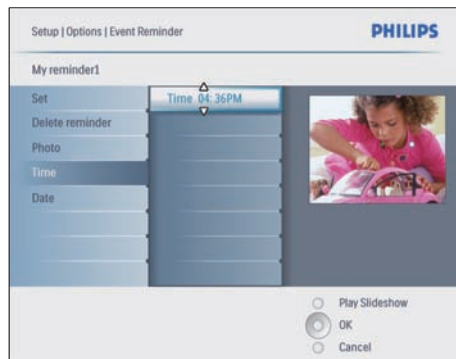 Setup | Options | Event Reminder
PHILIPS
My reminder1
Set
Time 04:36PM
Delete reminder
Photo
Time
Date
Play Slideshow
OK
Cancel